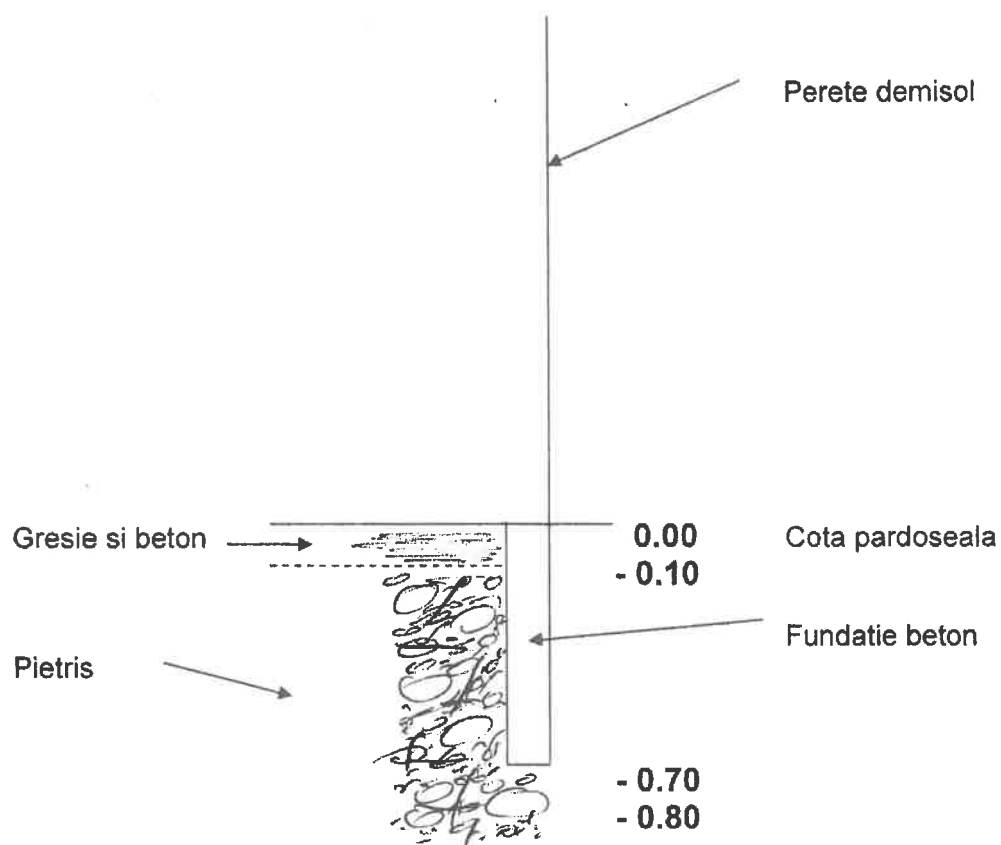 Perete demisol
Gresie si beton
0.00
Cota pardoseala
- 0.10
Fundatie beton
Pietris
- 0.70
- 0.80